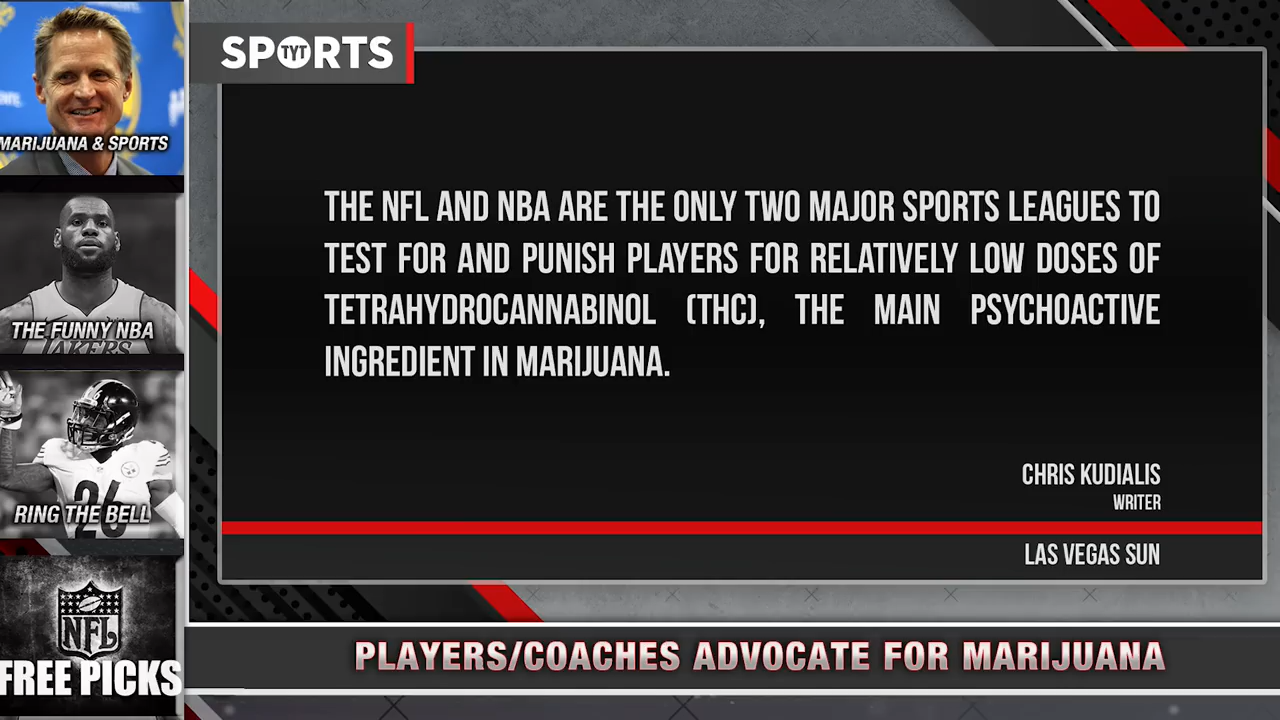 SPORTS
TYT
MARIJUANA & SPORTS
THE FUNNY NBA
LAKERS
26
RING THE BELL
NFL
FREE PICKS
THE NFL AND NBA ARE THE ONLY TWO MAJOR SPORTS LEAGUES TO
TEST FOR AND PUNISH PLAYERS FOR RELATIVELY LOW DOSES OF
TETRAHYDROCANNABINOL (THC), THE MAIN PSYCHOACTIVE
INGREDIENT IN MARIJUANA.
CHRIS KUDIALIS
WRITER
LAS VEGAS SUN
PLAYERS/COACHES ADVOCATE FOR MARIJUANA